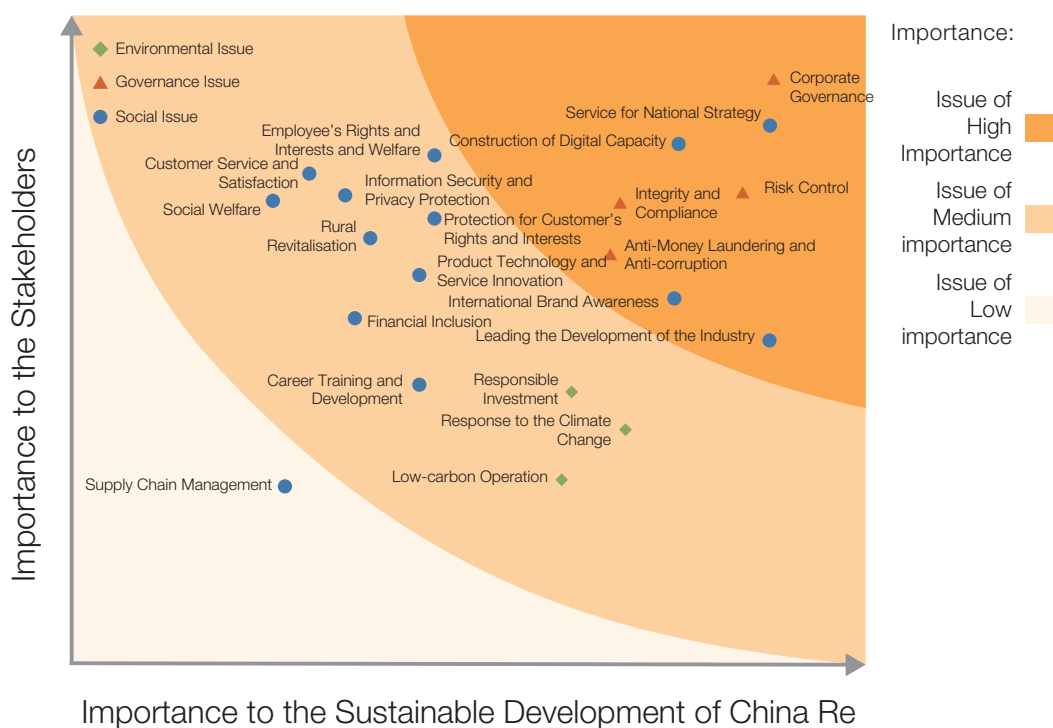 Environmental Issue
Governance Issue
Social Issue
Importance to the Stakeholders
Corporate
Governance
Service for National Strategy
Construction of Digital Capacity
Employee's Rights and
Interests and Welfare
Customer Service and
Satisfaction
Social Welfare
Information Security and
Privacy Protection
Risk Control
Integrity and
Compliance
Protection for Customer's
Rights and Interests
Rural
Revitalisation
Anti-Money Laundering and
Anti-corruption
Product Technology and
Service Innovation
International Brand Awareness
Financial Inclusion
Leading the Development of the Industry
Career Training and
Development
Responsible
Investment
Response to the Climate
Change
Low-carbon Operation
Supply Chain Management
Importance to the Sustainable Development of China Re
Importance:
Issue of
High
Importance
Issue of
Medium
importance
Issue of
Low
importance